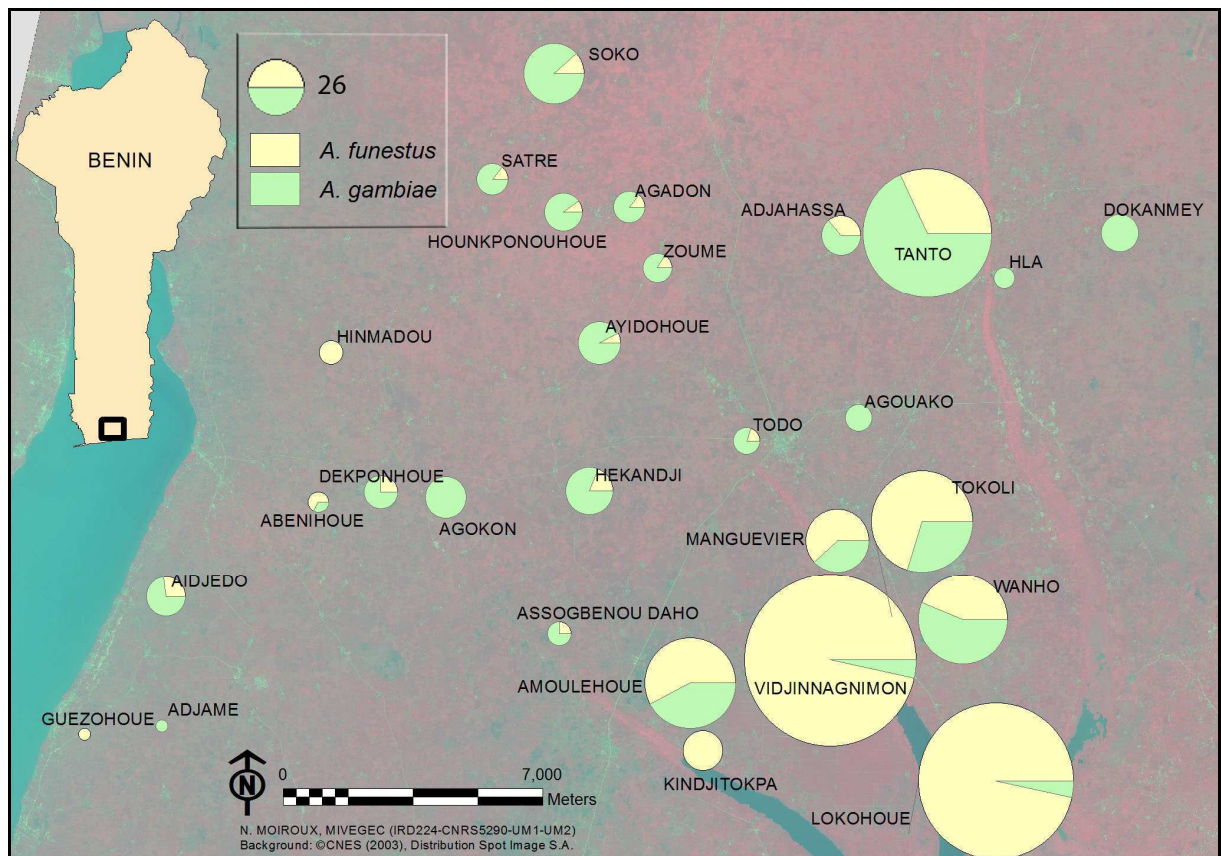 SOKO
26
BENIN
A. funestus
SATRE
A. gambiae
AGADON
ADJAHASSA
DOKANMEY
HOUNKPONOUHOUE
ZOUME
TANTO
HLA
AYIDOHOUE
HINMADOU
AGOUAKO
TODO
DEKPONHOUE
HEKANDJI
TOKOLI
ABENIHOUE
AGOKON
MANGUEVIER
AIDJEDO
WANHO
ASSOGBENOU DAHO
AMOULEHOUE
VIDJINNAGNIMON
GUEZOHOUE
ADJAME
N
0
7,000
Meters
KINDJITOKPA
LOKOHOUE
N. MOIROUX, MIVEGEC (IRD224-CNRS5290-UM1-UM2)
Background: ©CNES (2003), Distribution Spot Image S.A.